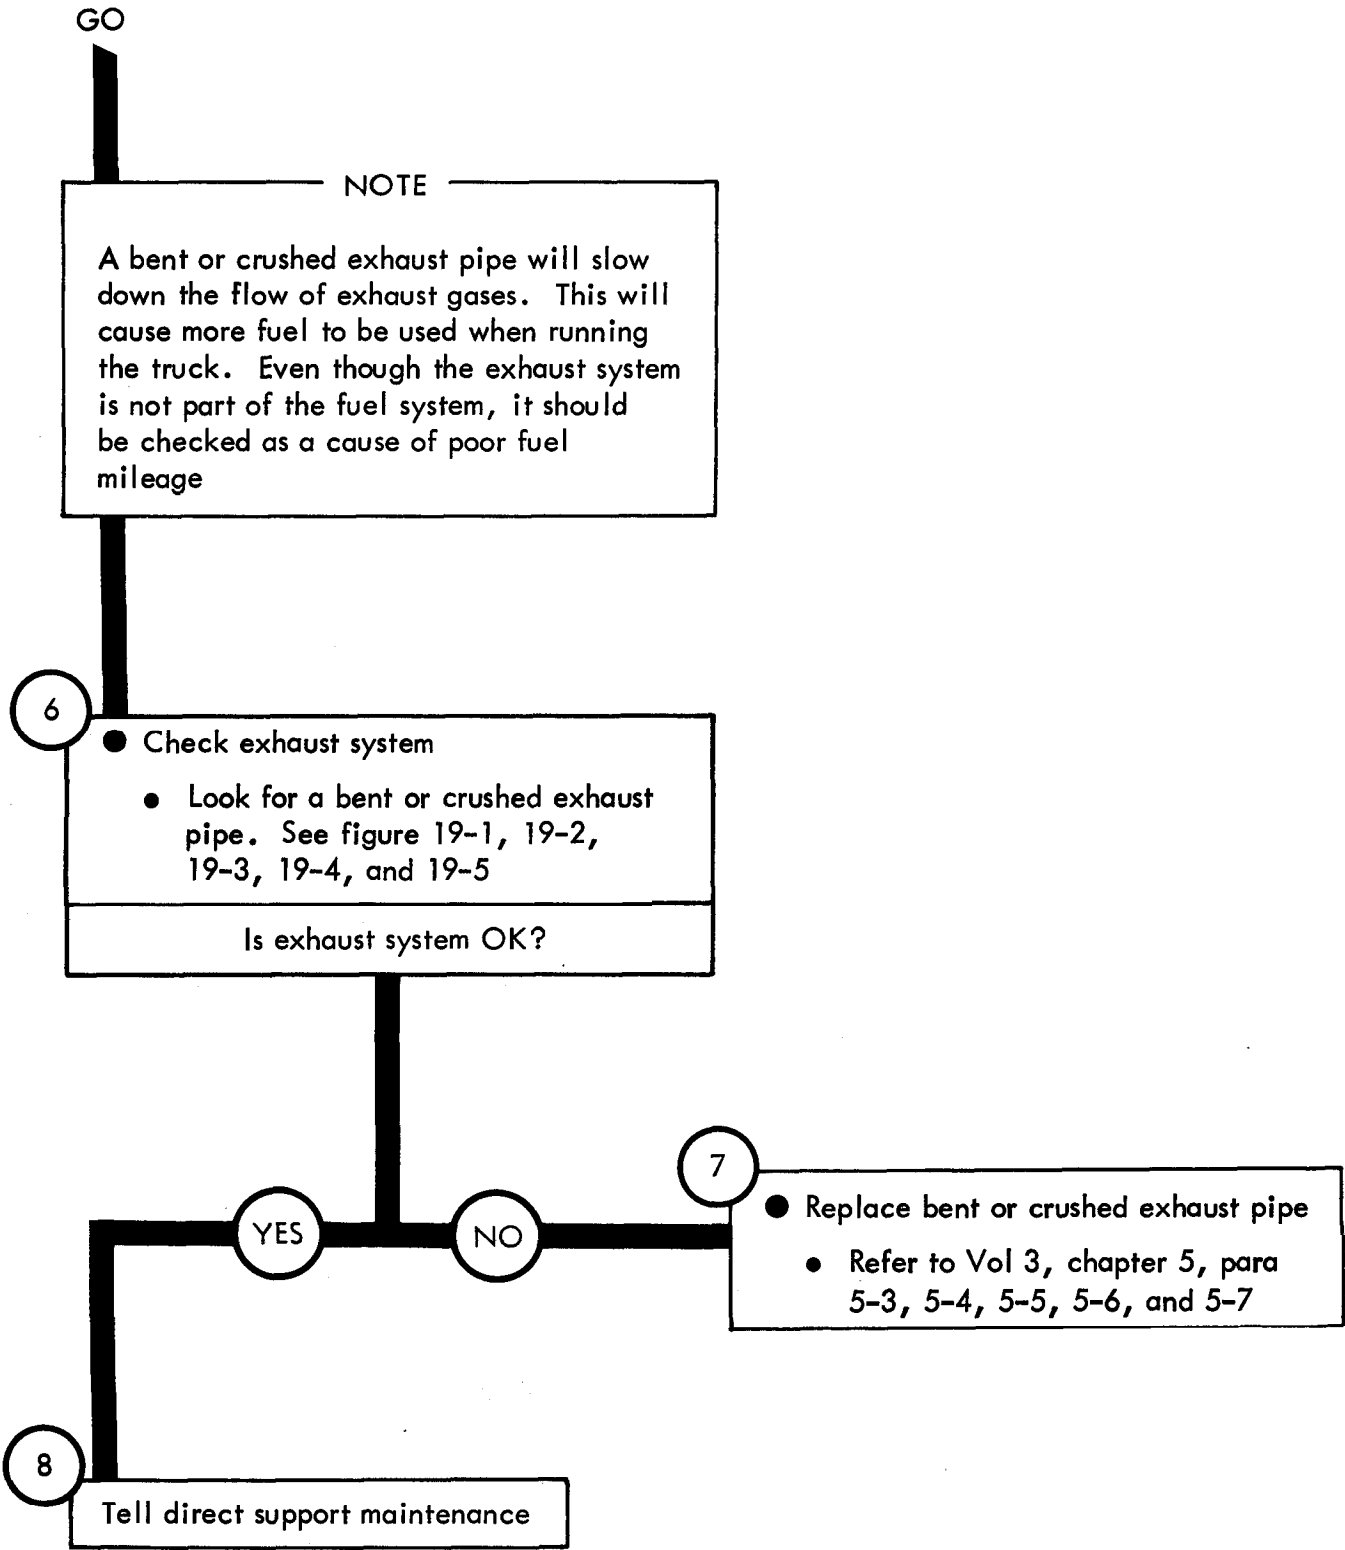 GO
NOTE
A bent or crushed exhaust pipe will slow
down the flow of exhaust gases. This will
cause more fuel to be used when running
the truck. Even though the exhaust system
is not part of the fuel system, it should
be checked as a cause of poor fuel
mileage
6
● Check exhaust system
● Look for a bent or crushed exhaust
pipe. See figure 19-1, 19-2,
19-3, 19-4, and 19-5
Is exhaust system OK?
YES
NO
7
● Replace bent or crushed exhaust pipe
● Refer to Vol 3, chapter 5, para
5-3, 5-4, 5-5, 5-6, and 5-7
8
Tell direct support maintenance